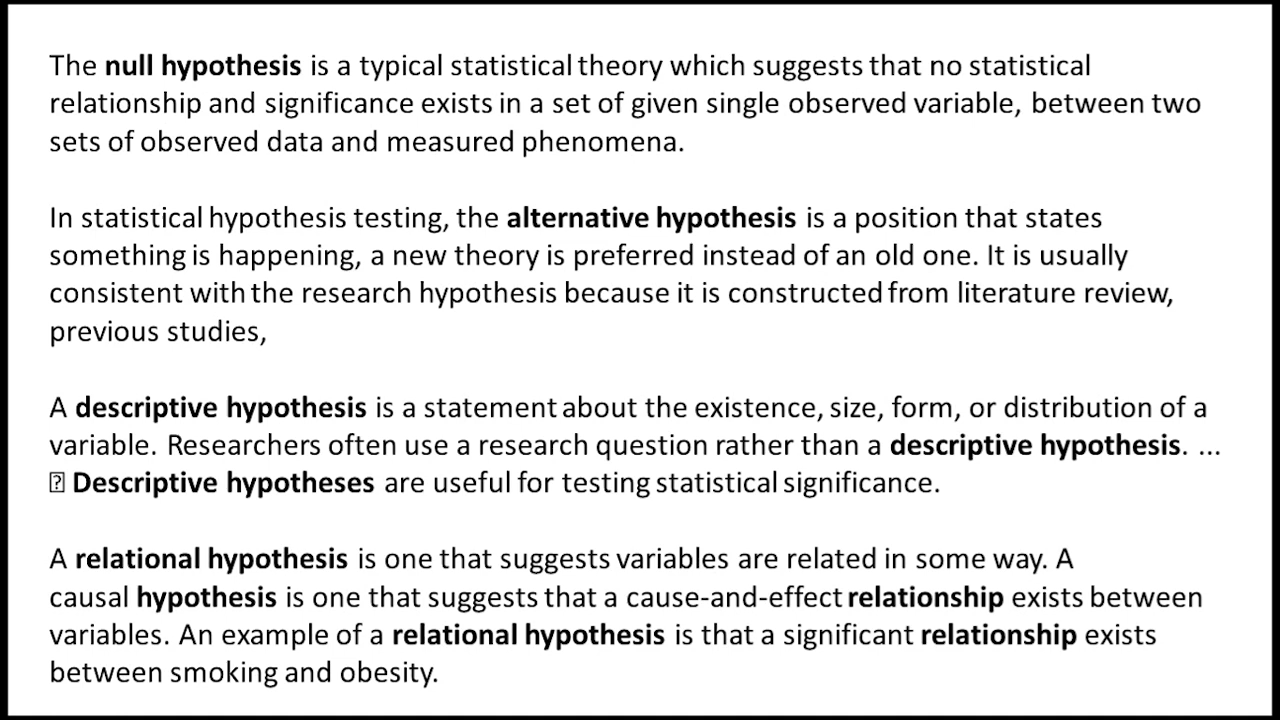 The null hypothesis is a typical statistical theory which suggests that no statistical
relationship and significance exists in a set of given single observed variable, between two
sets of observed data and measured phenomena.
In statistical hypothesis testing, the alternative hypothesis is a position that states
something is happening, a new theory is preferred instead of an old one. It is usually
consistent with the research hypothesis because it is constructed from literature review,
previous studies,
A descriptive hypothesis is a statement about the existence, size, form, or distribution of a
variable. Researchers often use a research question rather than a descriptive hypothesis. ...
⍰ Descriptive hypotheses are useful for testing statistical significance.
A relational hypothesis is one that suggests variables are related in some way. A
causal hypothesis is one that suggests that a cause-and-effect relationship exists between
variables. An example of a relational hypothesis is that a significant relationship exists
between smoking and obesity.